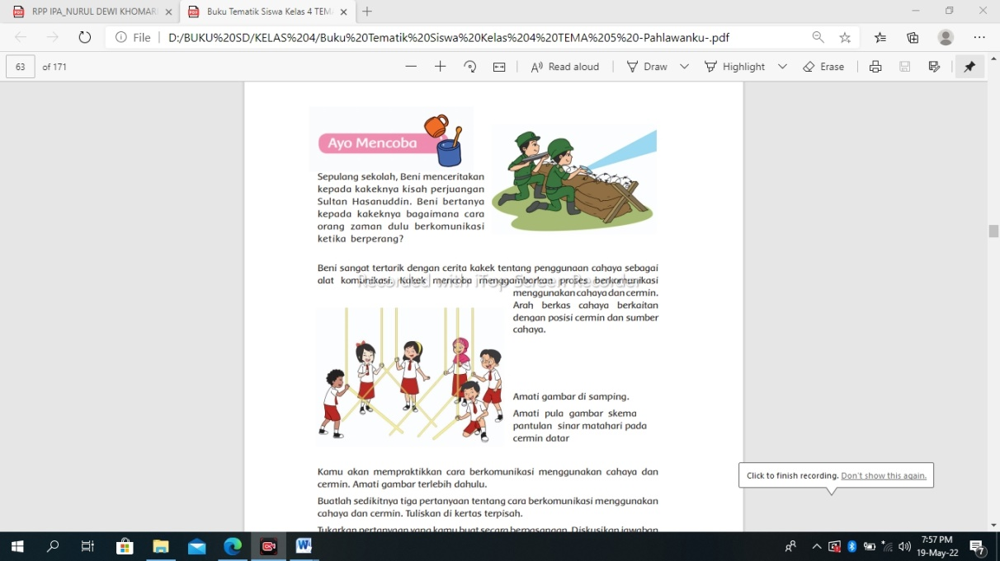 RPP IPA_NURUL DEWI KHOMAR
Buku Tematik Siswa Kelas 4 TEM
File
D:/BUKU%20SD/KELAS%204/Buku%20Tematik%20Siswa%20Kelas%204%20TEMA%205%20-Pahlawanku-.pdf
63 of 171
Read aloud
Draw
Highlight
Erase
Ayo Mencoba
Sepulang sekolah, Beni menceritakan
kepada kakeknya kisah perjuangan
Sultan Hasanuddin. Beni bertanya
kepada kakeknya bagaimana cara
orang zaman dulu berkomunikasi
ketika berperang?
Beni sangat tertarik dengan cerita kakek tentang penggunaan cahaya sebagai
alat komunikasi. Kakek mencoba menggambarkan proses berkomunikasi
Recorded with iTop Screen Recorder
menggunakan cahaya dan cermin.
Arah berkas cahaya berkaitan
dengan posisi cermin dan sumber
cahaya.
Amati gambar di samping.
Amati pula gambar skema
pantulan sinar matahari pada
cermin datar
Kamu akan mempraktikkan cara berkomunikasi menggunakan cahaya dan
cermin. Amati gambar terlebih dahulu.
Buatlah sedikitnya tiga pertanyaan tentang cara berkomunikasi menggunakan
cahaya dan cermin. Tuliskan di kertas terpisah.
Tukarkan pertanyaan yang kamu buat secara berpasangan. Diskusikan jawaban
Click to finish recording. Don't show this again.
7:57 PM
19-May-22
7